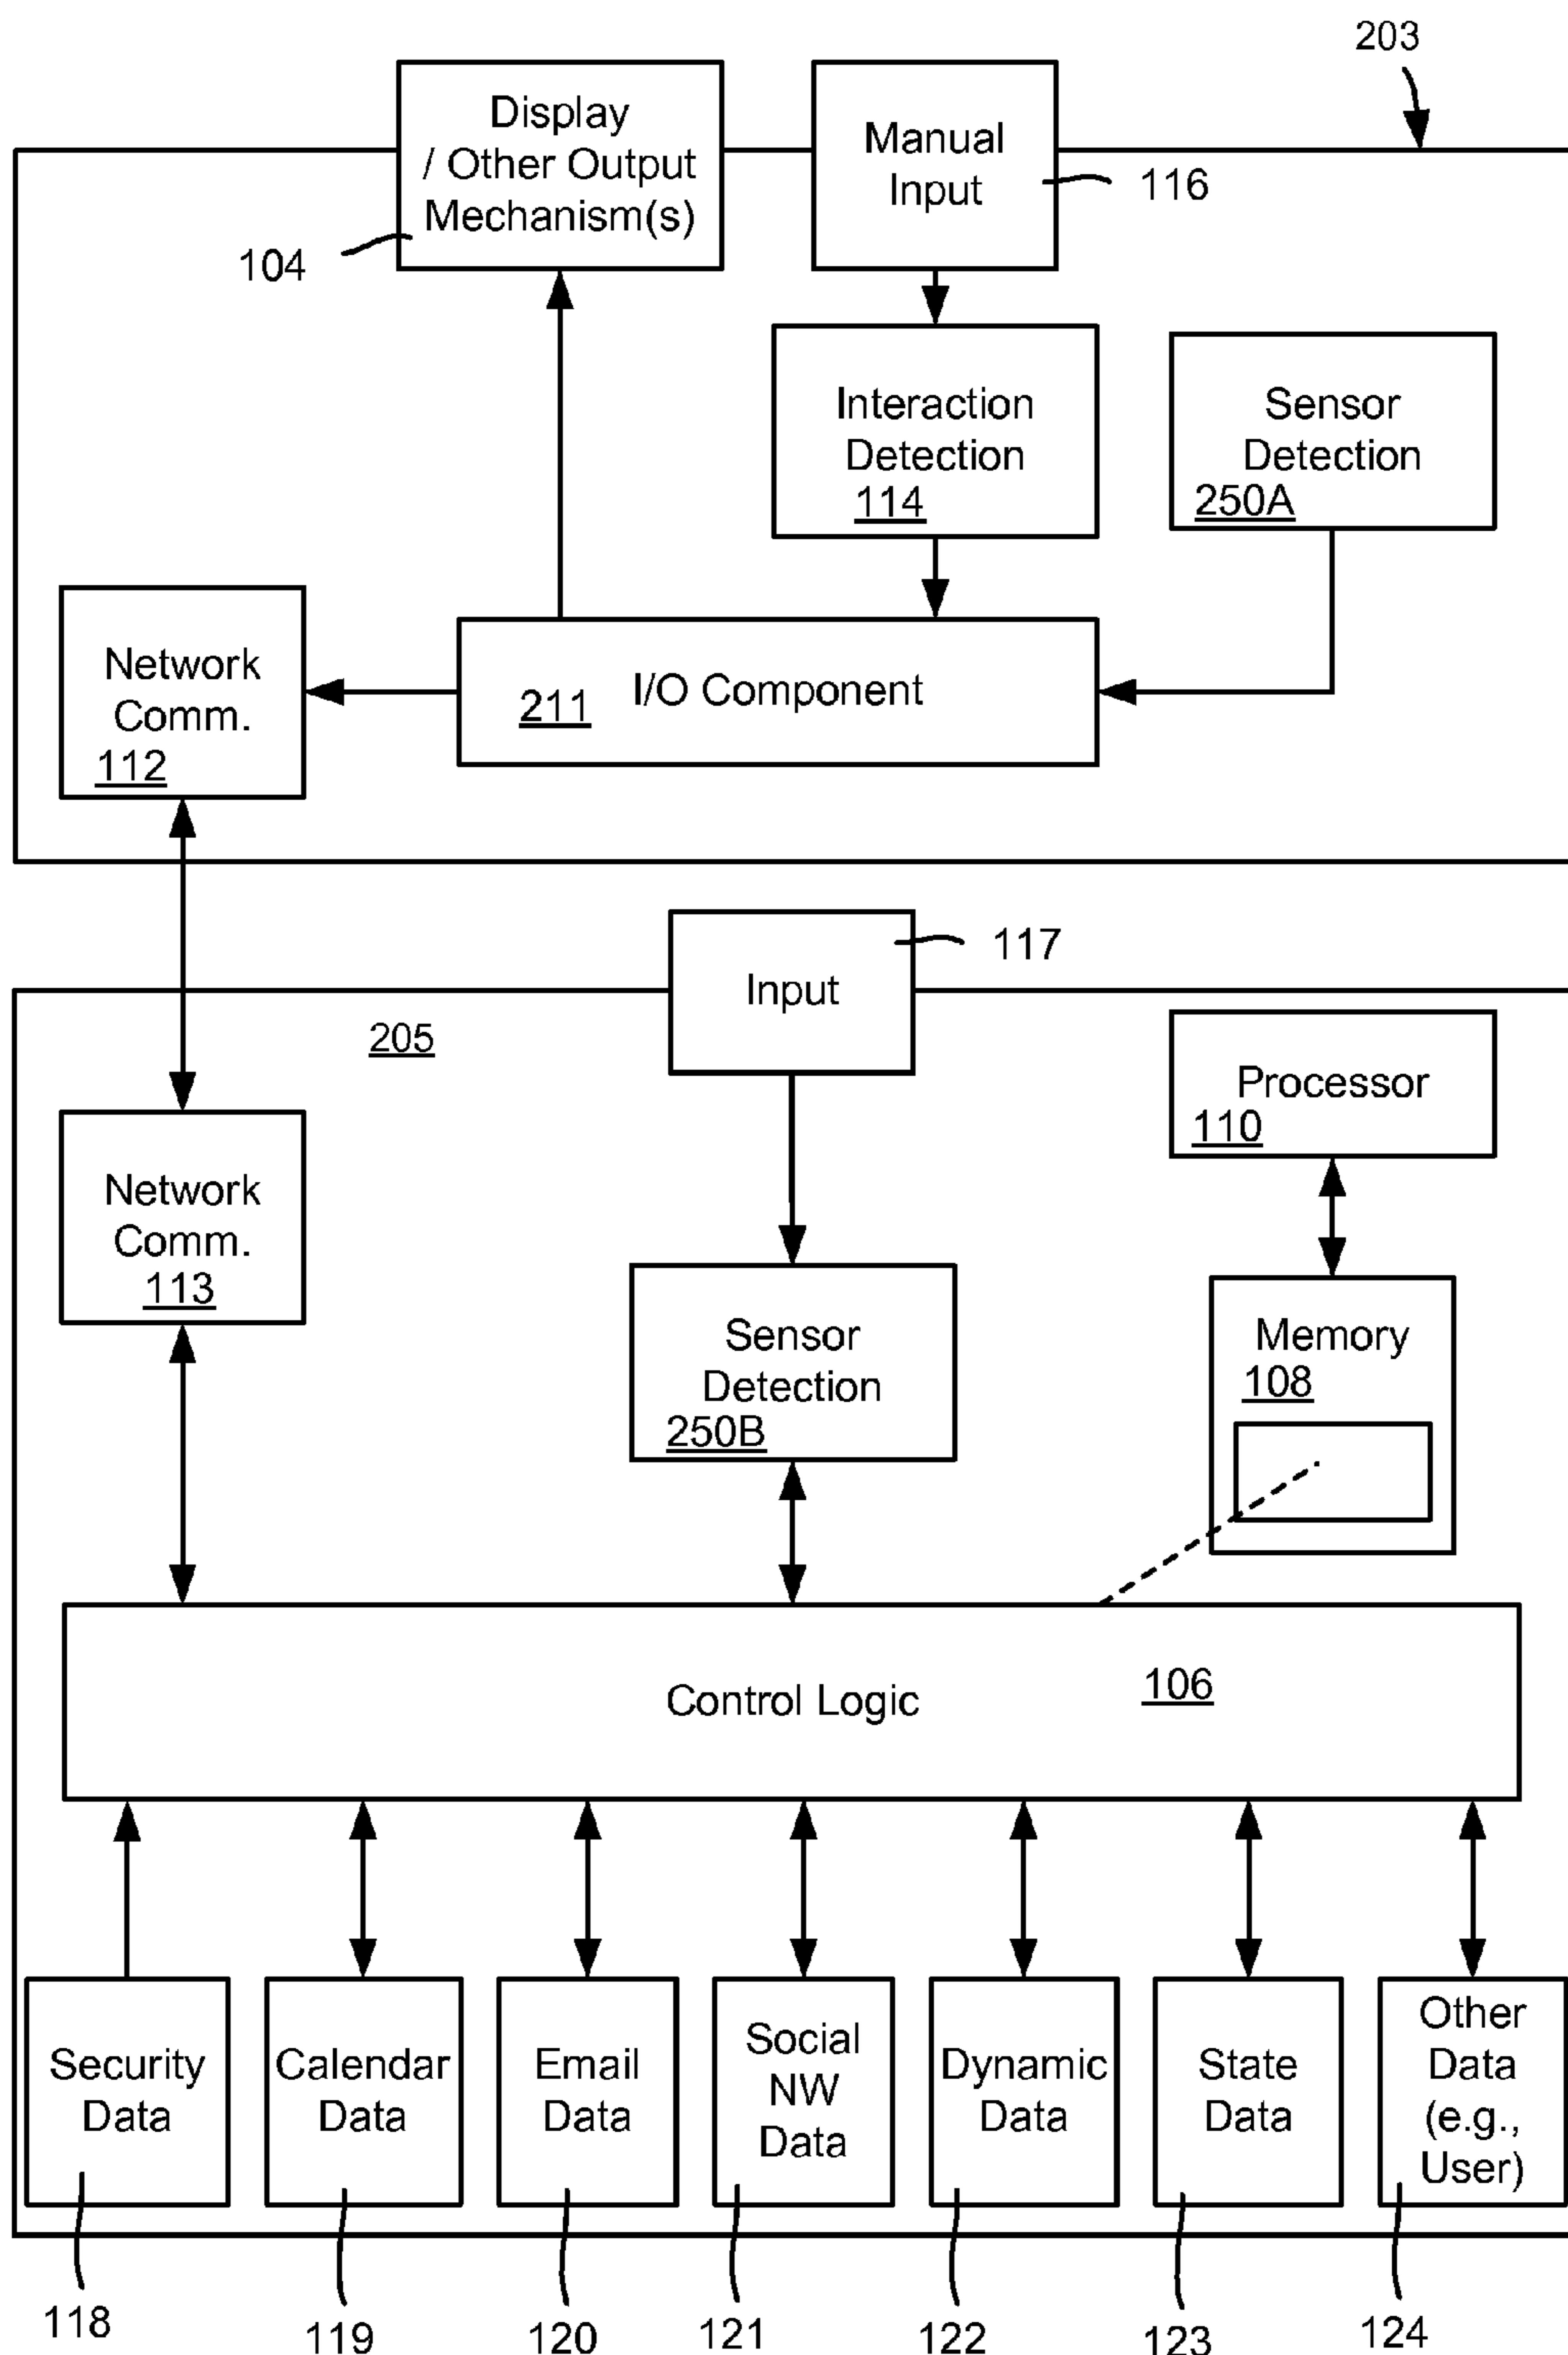 203
Display
/ Other Output
Mechanism(s)
104
Manual
Input
116
Interaction
Detection
114
Sensor
Detection
250A
Network
Comm.
112
I/O Component
211
Input
117
205
Processor
110
Network
Comm.
113
Sensor
Detection
250B
Memory
108
Control Logic
106
Security
Data
Calendar
Data
Email
Data
Social
NW
Data
Dynamic
Data
State
Data
Other
Data
(e.g.,
User)
118
119
120
121
122
123
124